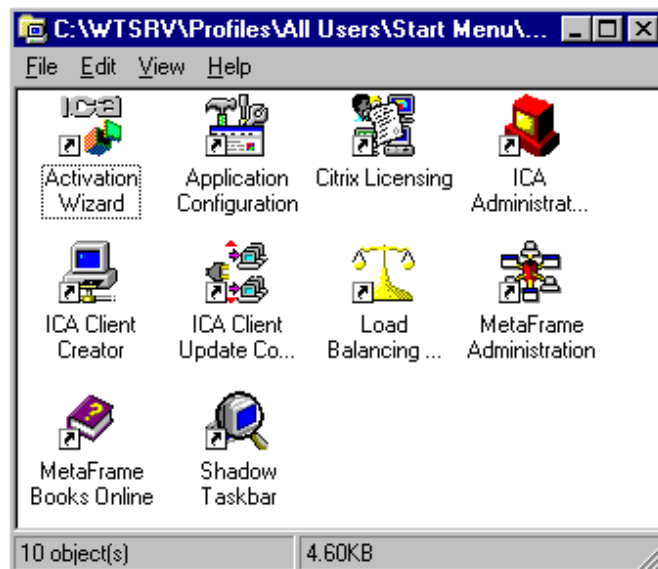 C:\WTSRV\Profiles\All Users\Start Menu\...
File Edit View Help
ICA
Activation Wizard
Application Configuration
Citrix Licensing
ICA Administrat...
ICA Client Creator
ICA Client Update Co...
Load Balancing ...
MetaFrame Administration
MetaFrame Books Online
Shadow Taskbar
10 object(s) 4.60KB